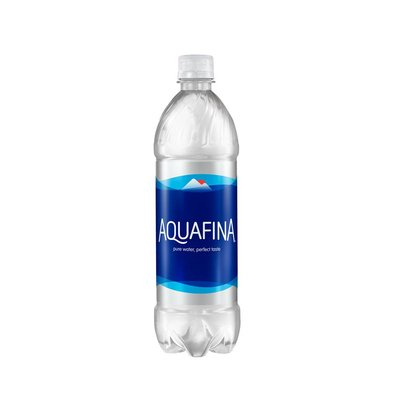 AQUAFINA
pure water, perfect taste